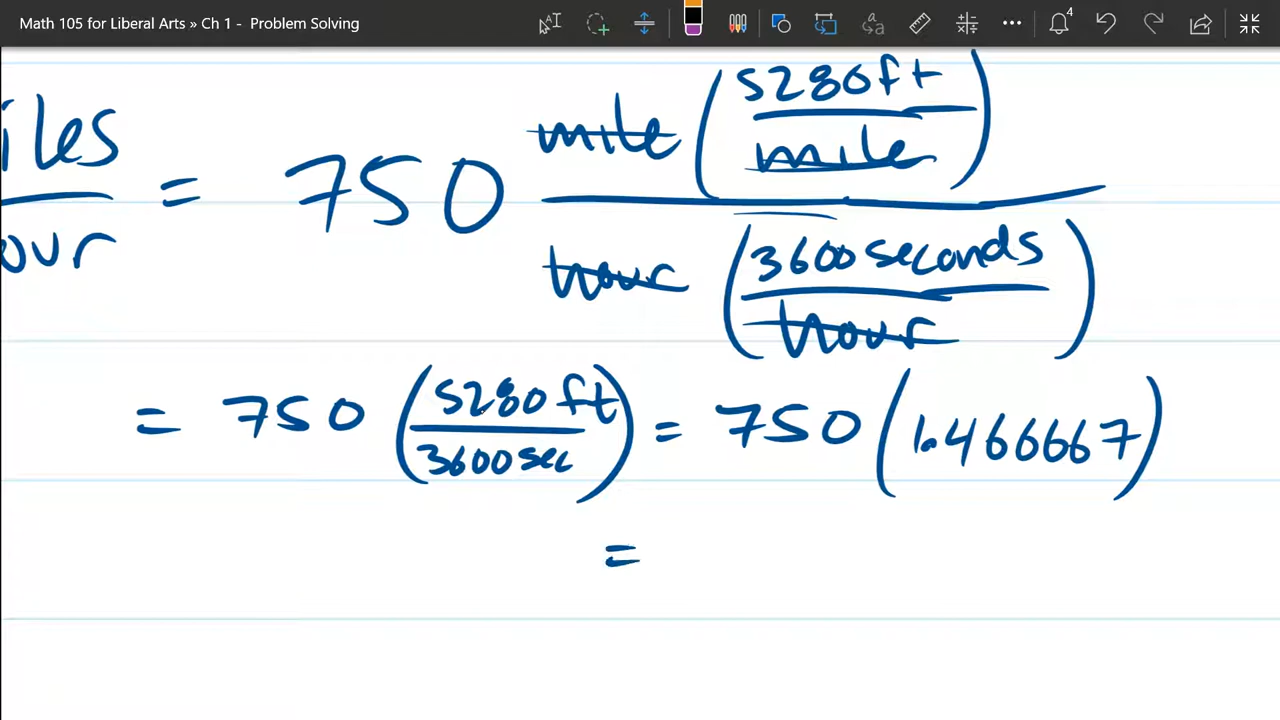 Math 105 for Liberal Arts » Ch 1 - Problem Solving
4
iles
our
= 750
mile (5280ft
mile)
hour (3600 seconds
hour)
= 750 (5280ft
3600sec) = 750 (1.466667)
=